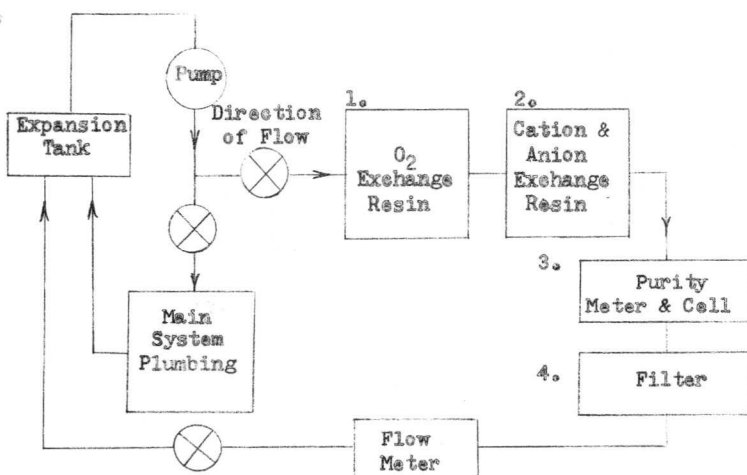 Pump
Expansion
Tank
Direction
of Flow
1.
O₂
Exchange
Resin
2.
Cation &
Anion
Exchange
Resin
3.
Purity
Meter & Cell
4.
Filter
Main
System
Plumbing
Flow
Meter